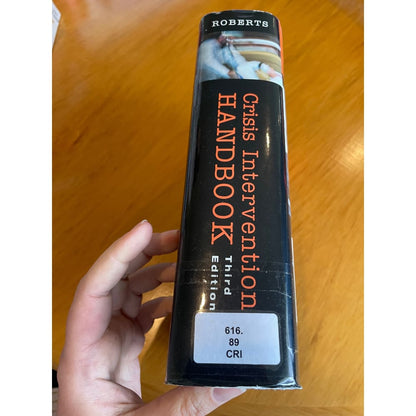 ROBERTS
Crisis Intervention
HANDBOOK
Third
Edition
616.
89
CRI